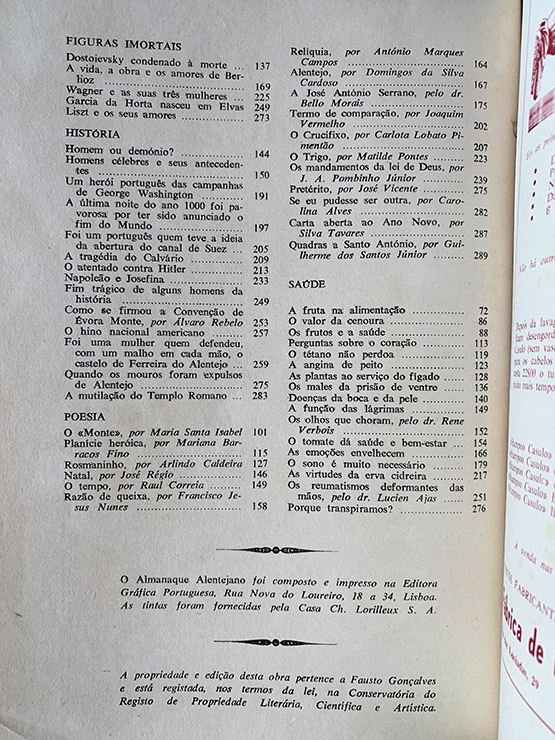 FIGURAS IMORTAIS
Dostoievsky condenado à morte ... 137
A vida, a obra e os amores de Ber-
lioz ... 169
Wagner e as suas três mulheres ... 225
Garcia da Horta nasceu em Elvas 249
Liszt e os seus amores ... 273
HISTÓRIA
Homem ou demónio? ... 144
Homens célebres e seus anteceden-
tes ... 150
Um herói português das campanhas
de George Washington ... 191
A última noite do ano 1000 foi pa-
vorosa por ter sido anunciado o
fim do Mundo ... 197
Foi um português quem teve a ideia
da abertura do canal de Suez ... 205
A tragédia do Calvário ... 209
O atentado contra Hitler ... 213
Napoleão e Josefina ... 233
Fim trágico de alguns homens da
história ... 249
Como se firmou a Convenção de
Évora Monte, por Álvaro Rebelo 253
O hino nacional americano ... 257
Foi uma mulher quem defendeu,
com um malho em cada mão, o
castelo de Ferreira do Alentejo ... 259
Quando os mouros foram expulsos
de Alentejo ... 275
A mutilação do Templo Romano ... 283
POESIA
O «Monte», por Maria Santa Isabel 101
Planície heróica, por Mariana Bar-
racos Fino ... 115
Rosmaninho, por Arlindo Caldeira 127
Natal, por José Régio ... 146
O tempo, por Raul Correia ... 149
Razão de queixa, por Francisco Je-
sus Nunes ... 158
Relíquia, por António Marques
Campos ... 164
Alentejo, por Domingos da Silva
Cardoso ... 167
A José António Serrano, pelo dr.
Bello Morais ... 175
Termo de comparação, por Joaquim
Vermelho ... 202
O Crucifixo, por Carlota Lobato Pi-
mentão ... 207
O Trigo, por Matilde Pontes ... 223
Os mandamentos da lei de Deus, por
J. A. Pombinho Júnior ... 239
Pretérito, por José Vicente ... 275
Se eu pudesse ser outra, por Caro-
lina Alves ... 282
Carta aberta ao Ano Novo, por
Silva Tavares ... 287
Quadras a Santo António, por Gui-
lherme dos Santos Júnior ... 289
SAÚDE
A fruta na alimentação ... 72
O valor da cenoura ... 86
Os frutos e a saúde ... 88
Perguntas sobre o coração ... 113
O tétano não perdoa ... 119
A angina de peito ... 123
As plantas ao serviço do fígado ... 128
Os males da prisão de ventre ... 136
Doenças da boca e da pele ... 140
A função das lágrimas ... 149
Os olhos que choram, pelo dr. Rene
Verbois ... 152
O tomate dá saúde e bem-estar ... 154
As emoções envelhecem ... 166
O sono é muito necessário ... 179
As virtudes da erva cidreira ... 217
Os reumatismos deformantes das
mãos, pelo dr. Lucien Ajas ... 251
Porque transpiramos? ... 276
O Almanaque Alentejano foi composto e impresso na Editora
Gráfica Portuguesa, Rua Nova do Loureiro, 18 a 34, Lisboa.
As tintas foram fornecidas pela Casa Ch. Lorilleux S. A.
A propriedade e edição desta obra pertence a Fausto Gonçalves
e está registada, nos termos da lei, na Conservatória do
Registo de Propriedade Literária, Científica e Artística.
Não há outro
Depois da lava
A venda nas
FABRICANT
brica de